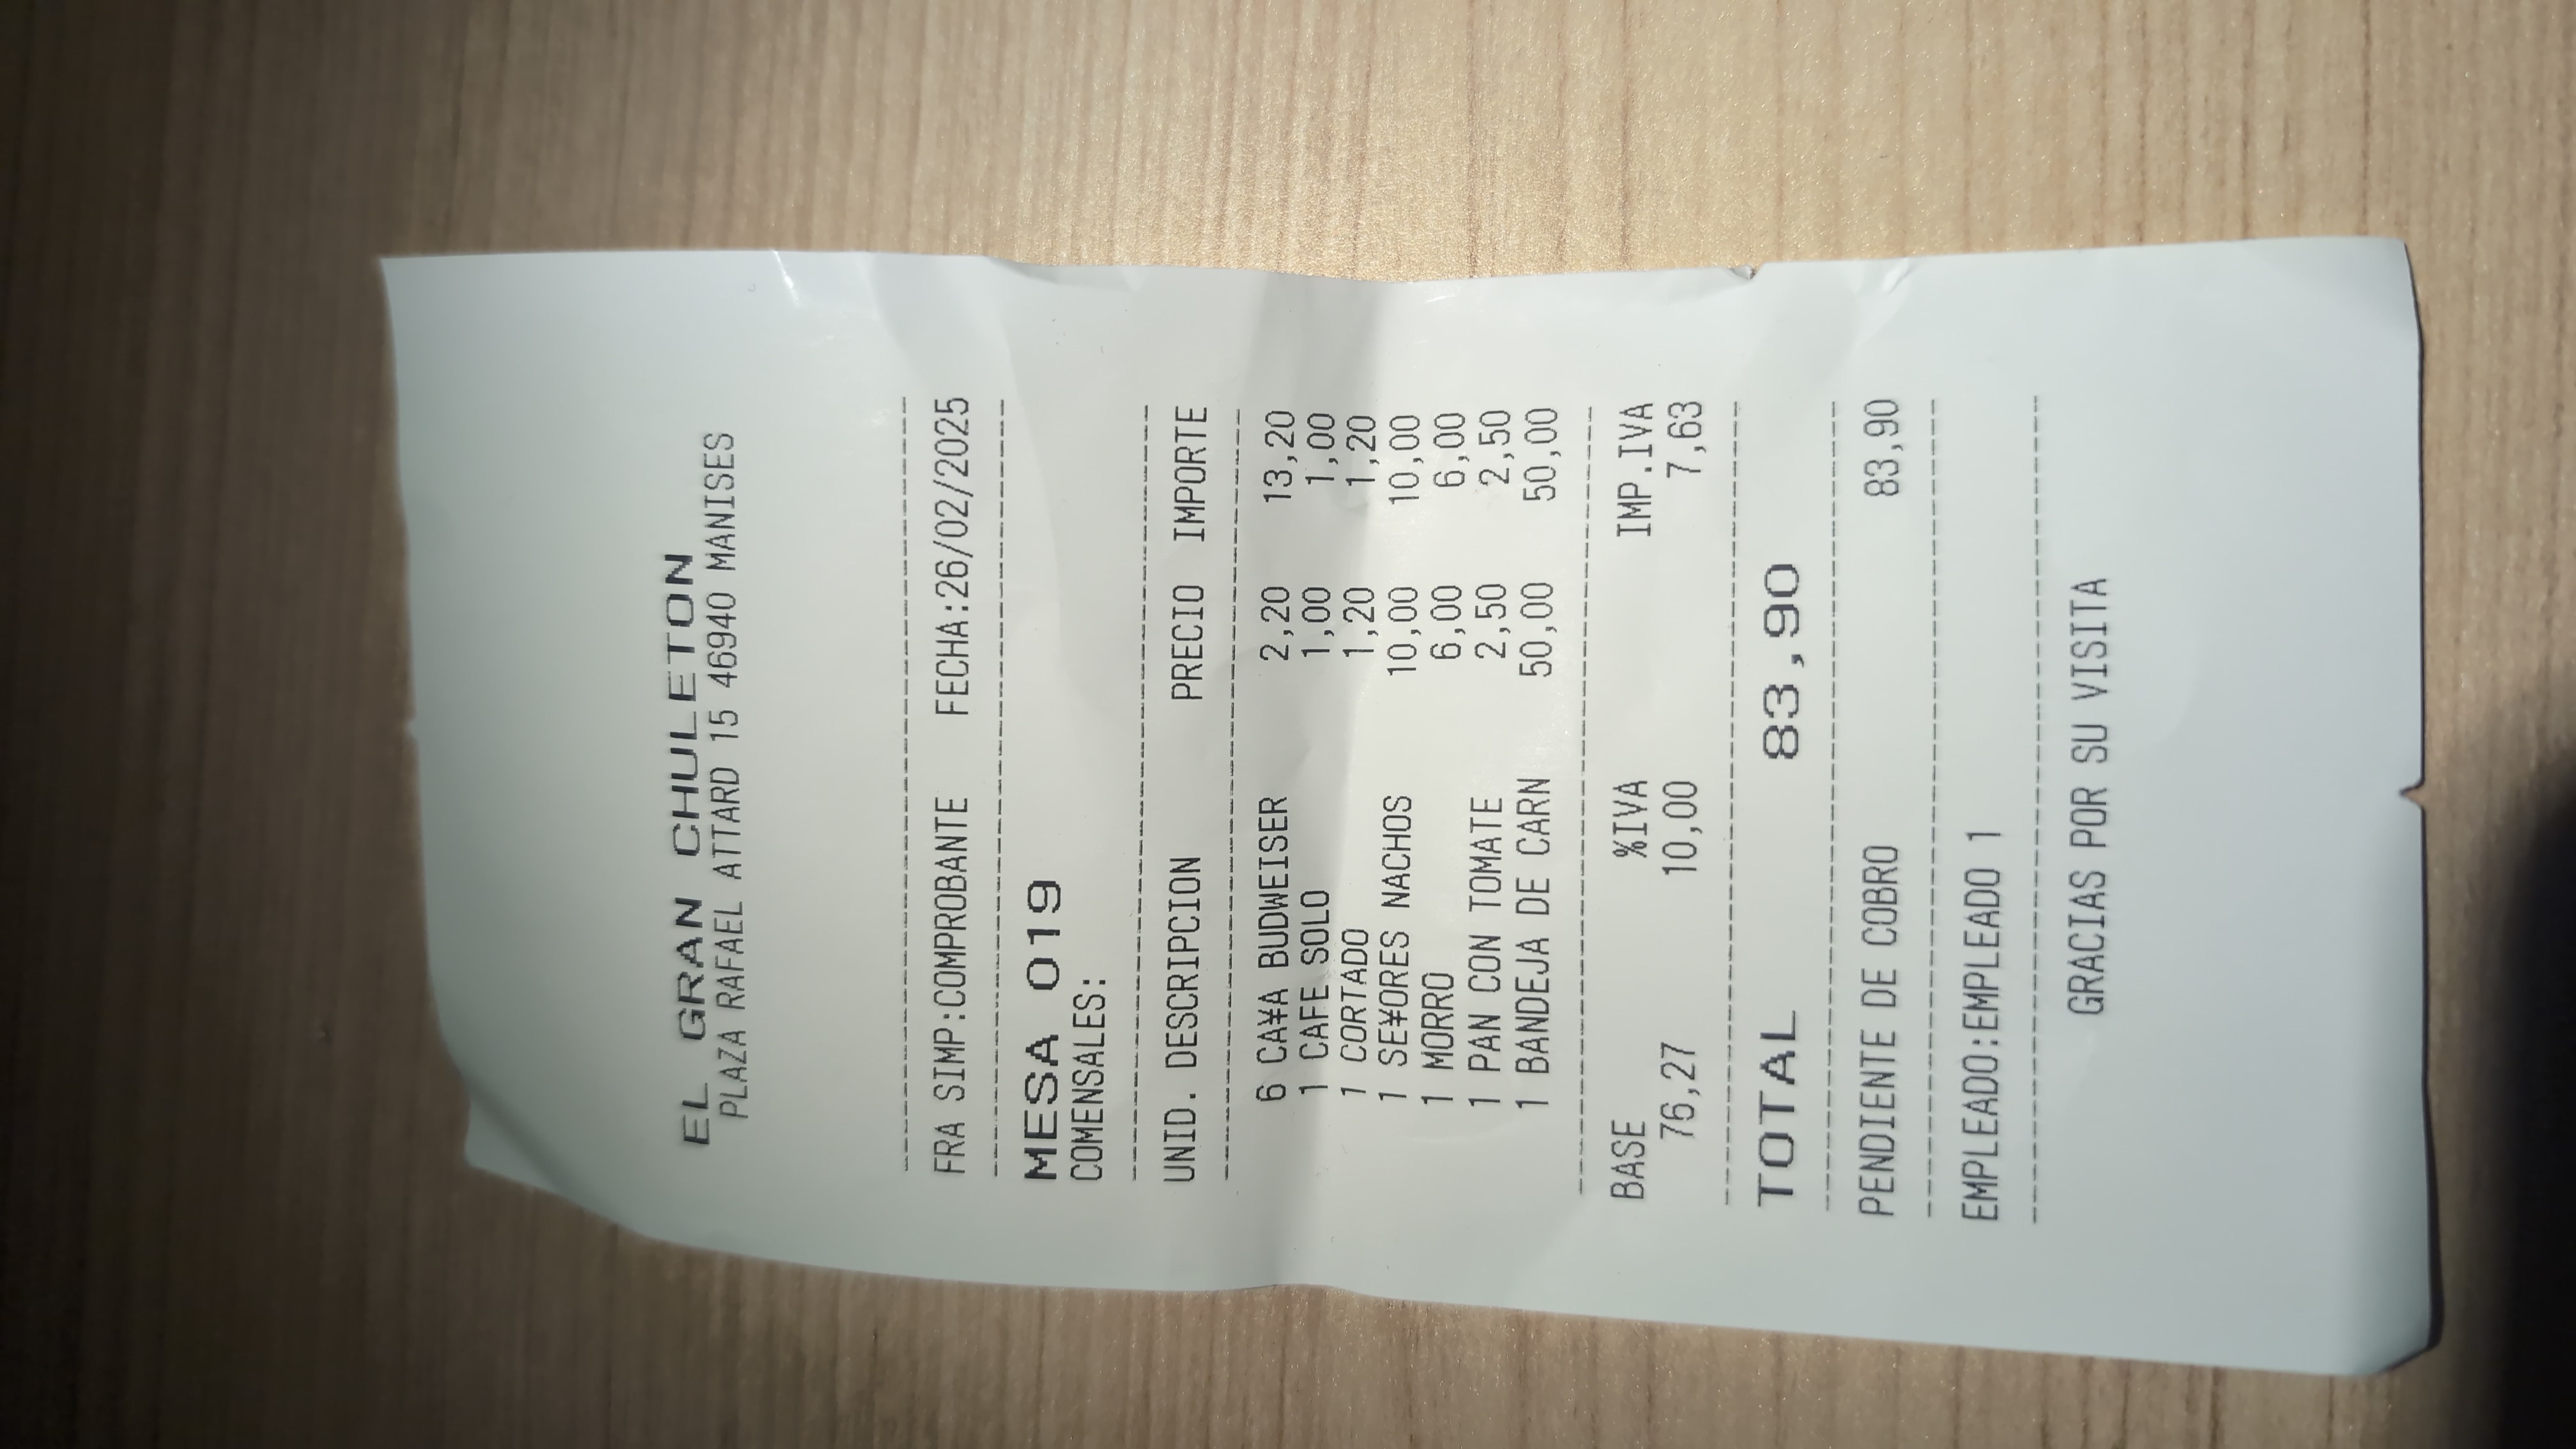 EL GRAN CHULETON
PLAZA RAFAEL ATTARD 15 46940 MANISES
FRA SIMP:COMPROBANTE FECHA:26/02/2025
MESA 019
COMENSALES:
UNID. DESCRIPCION PRECIO IMPORTE
6 CA¥A BUDWEISER 2,20 13,20
1 CAFE SOLO 1,00 1,00
1 CORTADO 1,20 1,20
1 SE¥ORES NACHOS 10,00 10,00
1 MORRO 6,00 6,00
1 PAN CON TOMATE 2,50 2,50
1 BANDEJA DE CARN 50,00 50,00
BASE %IVA IMP.IVA
76,27 10,00 7,63
TOTAL 83,90
PENDIENTE DE COBRO 83,90
EMPLEADO:EMPLEADO 1
GRACIAS POR SU VISITA